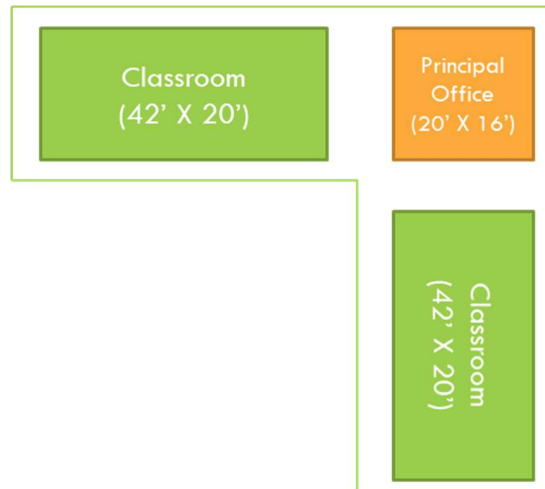 Classroom
(42’ X 20’)
Principal
Office
(20’ X 16’)
Classroom
(42’ X 20’)